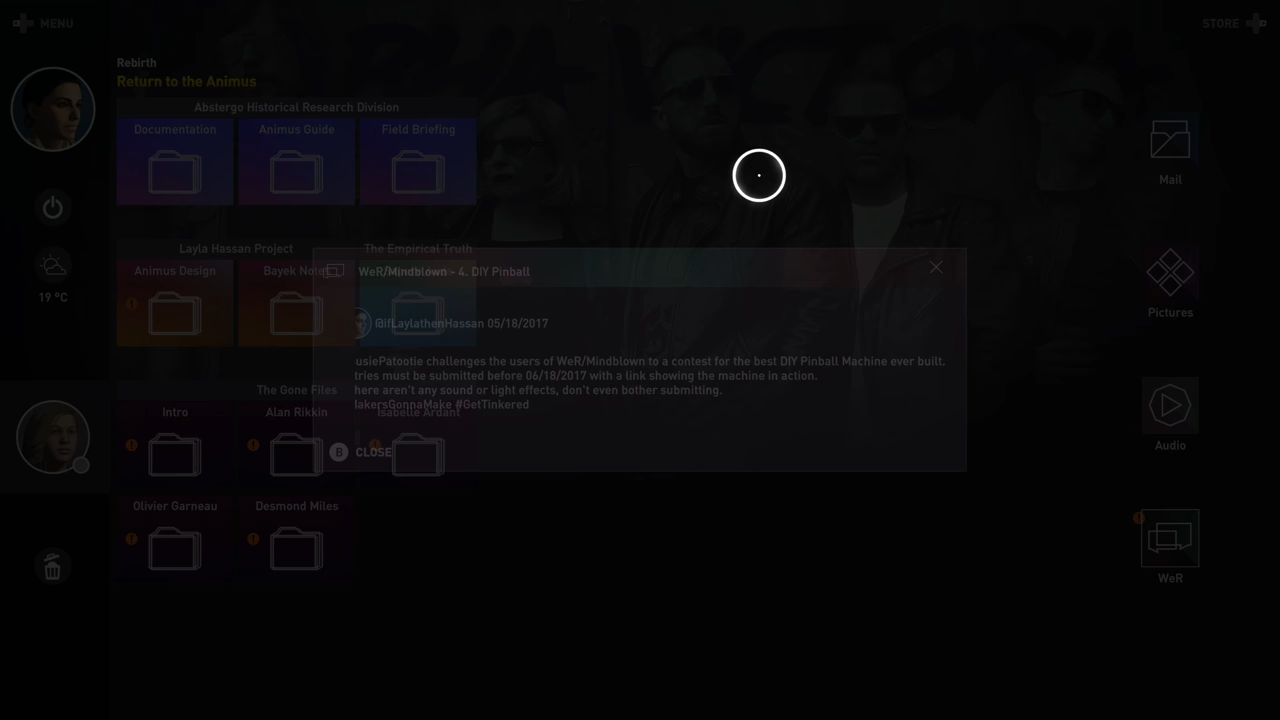 MENU
STORE
Rebirth
Return to the Animus
Abstergo Historical Research Division
Documentation
Animus Guide
Field Briefing
Mail
Layla Hassan Project
The Empirical Truth
Animus Design
Bayek Notes
WeR/Mindblown - 4. DIY Pinball
19 °C
Pictures
@ifLaylathenHassan 05/18/2017
usiePatootie challenges the users of WeR/Mindblown to a contest for the best DIY Pinball Machine ever built.
tries must be submitted before 06/18/2017 with a link showing the machine in action.
here aren't any sound or light effects, don't even bother submitting.
lakersGonnaMake #GetTinkered
The Gone Files
Intro
Alan Rikkin
Isabelle Ardant
Audio
B CLOSE
Olivier Garneau
Desmond Miles
WeR